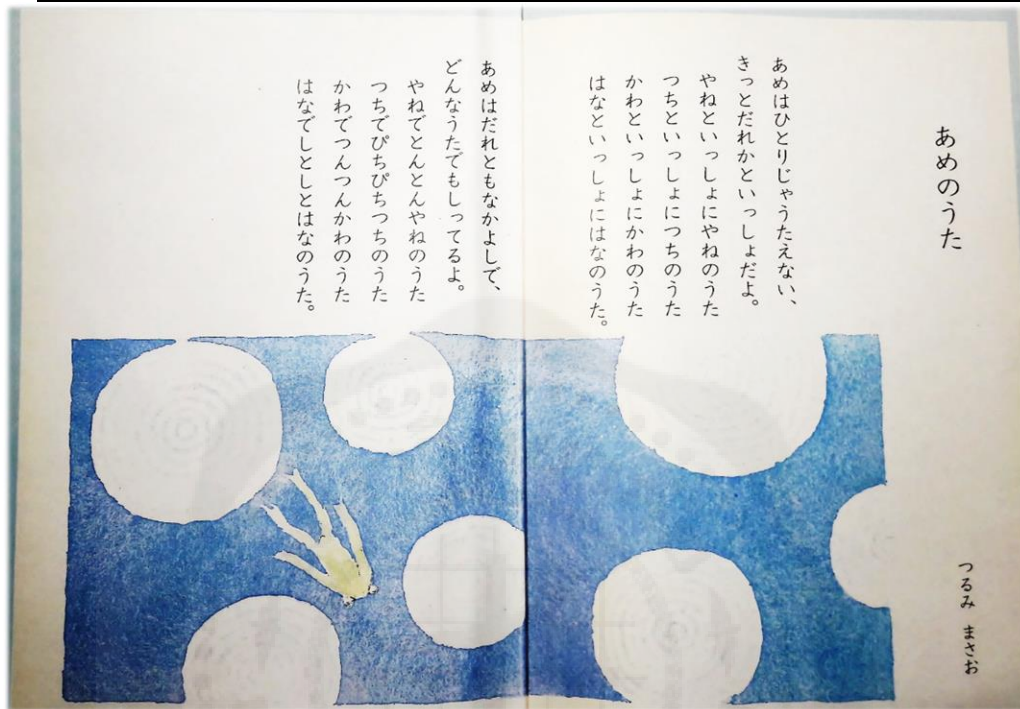 あめのうた
つるみ まさお
あめはひとりじゃうたえない、
きっとだれかといっしょだよ。
やねといっしょにやねのうた
つちといっしょにつちのうた
かわといっしょにかわのうた
はなといっしょにはなのうた。
あめはだれともなかよしで、
どんなうたでもしってるよ。
やねでとんとんやねのうた
つちでぴちぴちつちのうた
かわでつんつんかわのうた
はなでしとしとはなのうた。